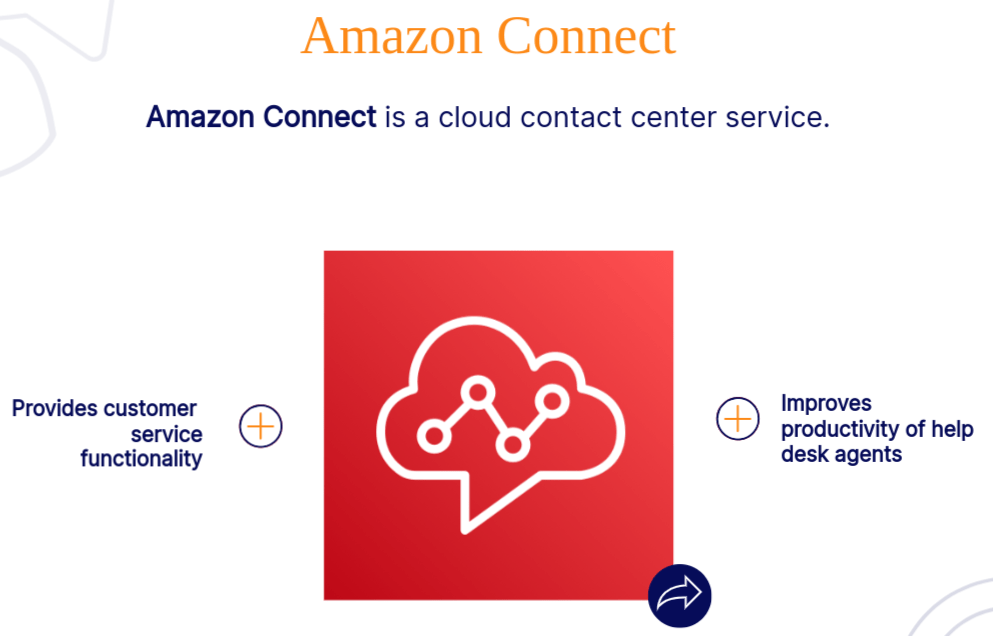 Amazon Connect
Amazon Connect is a cloud contact center service.
Provides customer
service
functionality
Improves
productivity of help
desk agents